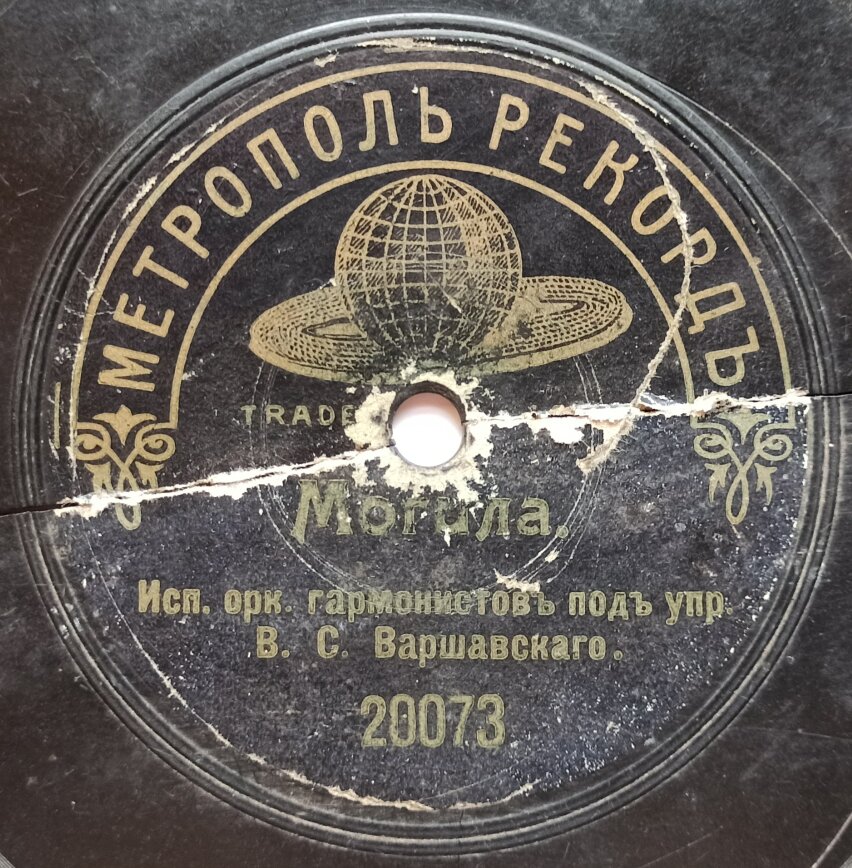 МЕТРОПОЛЬ РЕКОРДЪ
TRADE
Могила.
Исп. орк. гармонистовъ подъ упр.
В. С. Варшавскаго.
20073